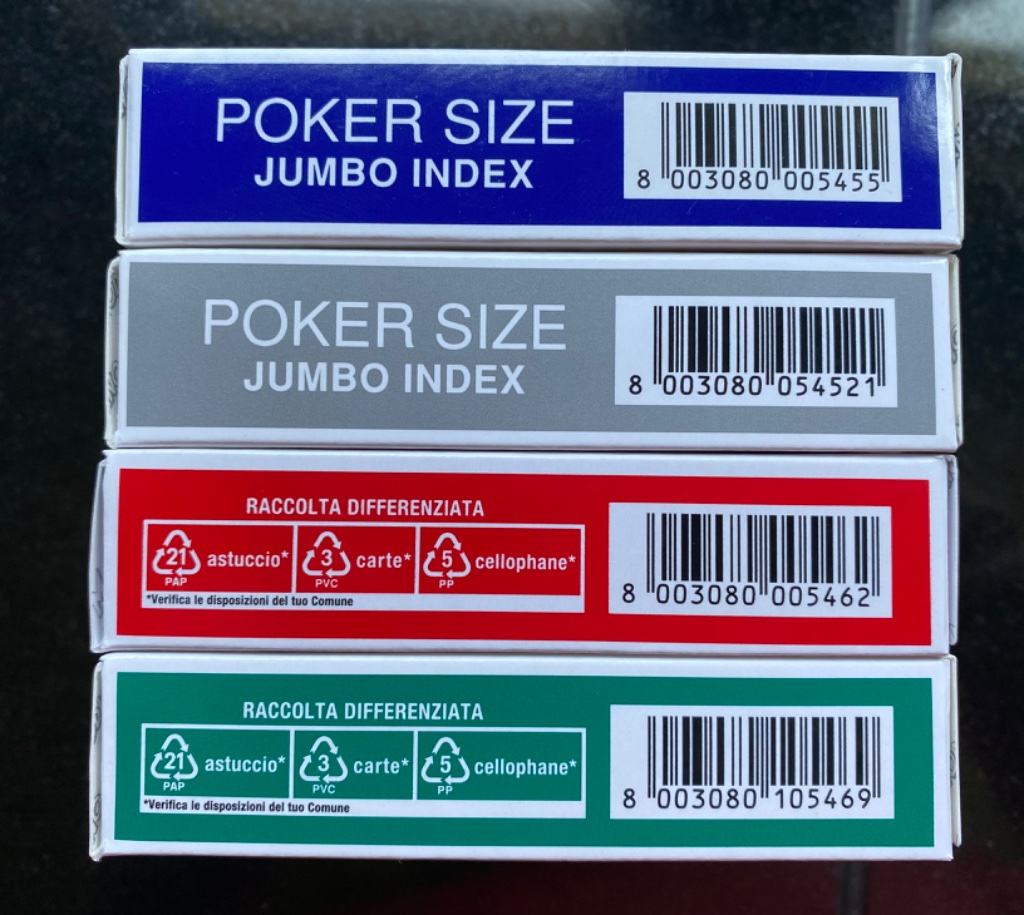 POKER SIZE
JUMBO INDEX
8 003080 005455
POKER SIZE
JUMBO INDEX
8 003080 054521
RACCOLTA DIFFERENZIATA
21 PAP astuccio* 3 PVC carte* 5 PP cellophane*
*Verifica le disposizioni del tuo Comune
8 003080 005462
RACCOLTA DIFFERENZIATA
21 PAP astuccio* 3 PVC carte* 5 PP cellophane*
*Verifica le disposizioni del tuo Comune
8 003080 105469